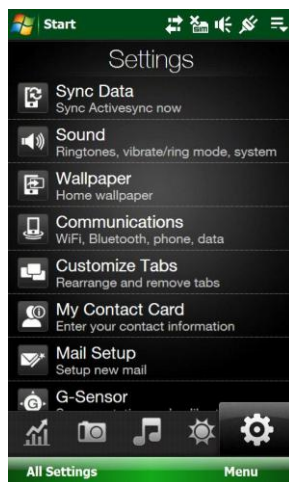 Start
Settings
Sync Data
Sync Activesync now
Sound
Ringtones, vibrate/ring mode, system
Wallpaper
Home wallpaper
Communications
WiFi, Bluetooth, phone, data
Customize Tabs
Rearrange and remove tabs
My Contact Card
Enter your contact information
Mail Setup
Setup new mail
G-Sensor
All Settings
Menu